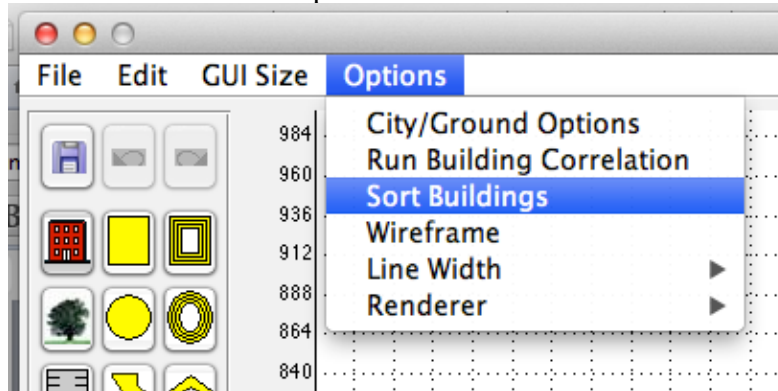 File Edit GUI Size Options
City/Ground Options
Run Building Correlation
Sort Buildings
Wireframe
Line Width
Renderer
984
960
936
912
888
864
840